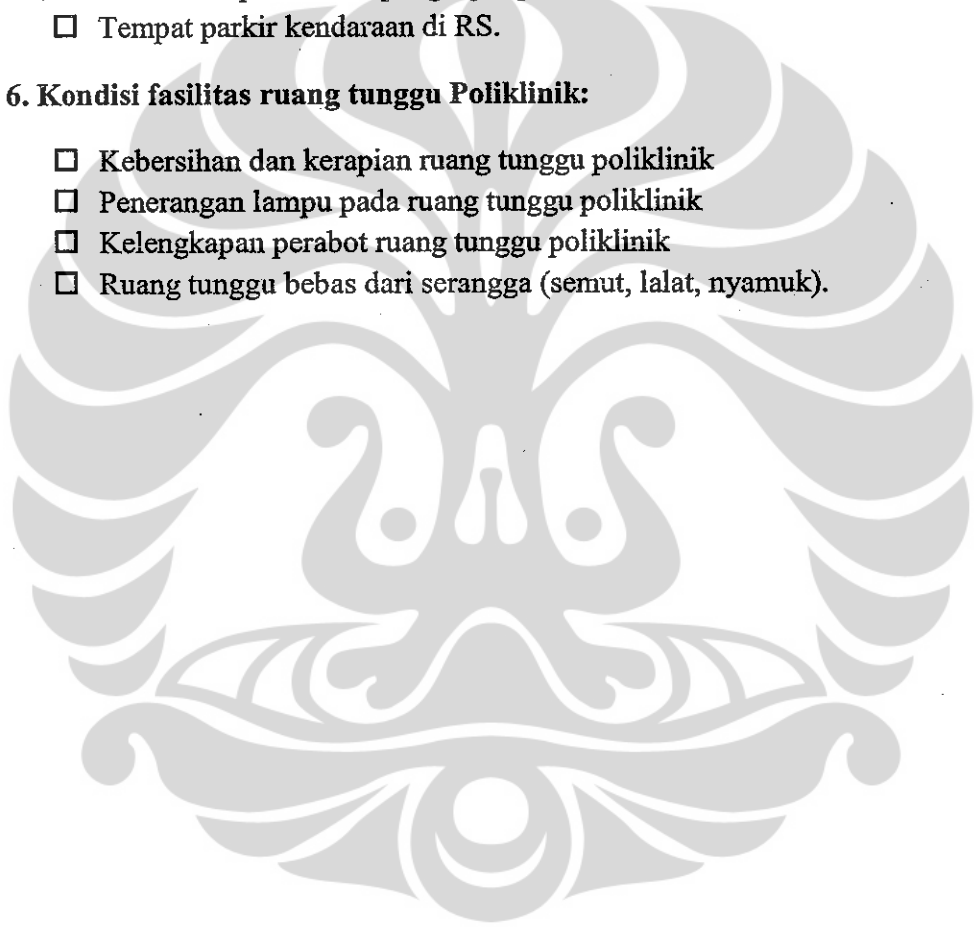 ☐ Tempat parkir kendaraan di RS.
6. Kondisi fasilitas ruang tunggu Poliklinik:
☐ Kebersihan dan kerapian ruang tunggu poliklinik
☐ Penerangan lampu pada ruang tunggu poliklinik
☐ Kelengkapan perabot ruang tunggu poliklinik
☐ Ruang tunggu bebas dari serangga (semut, lalat, nyamuk).